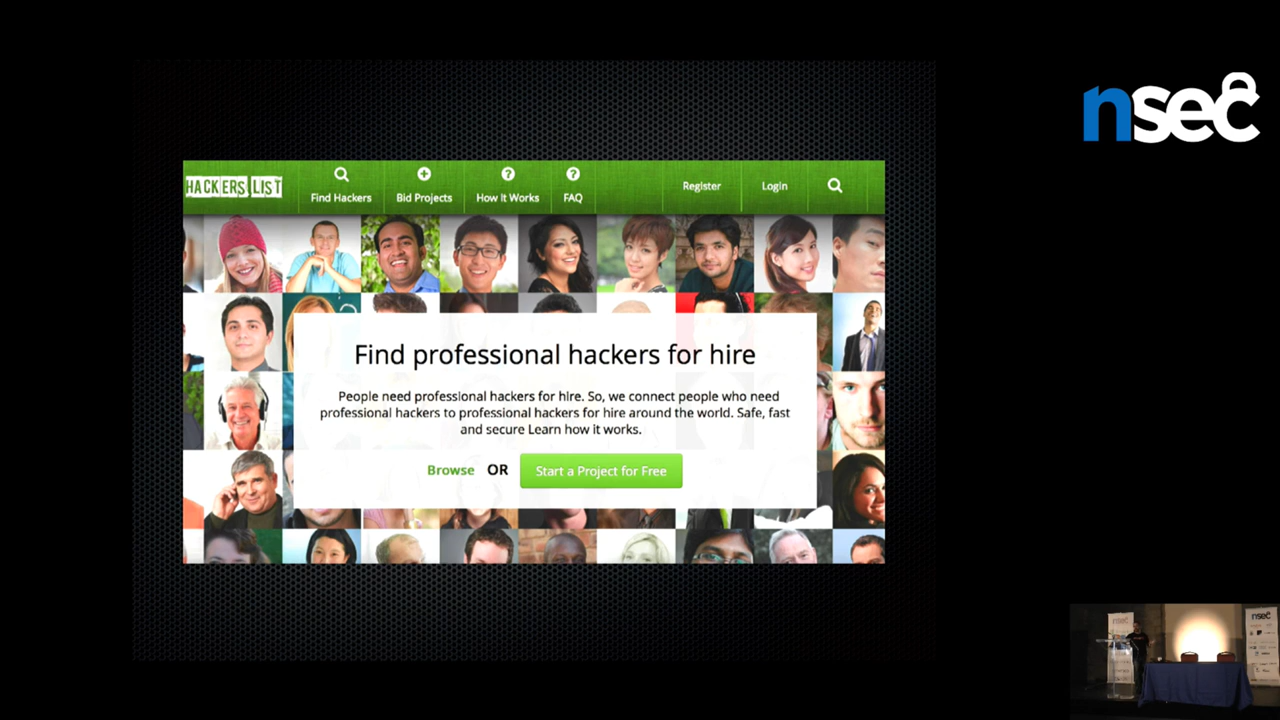 nsec
HACKERS LIST
Find Hackers
Bid Projects
How It Works
FAQ
Register
Login
Find professional hackers for hire
People need professional hackers for hire. So, we connect people who need
professional hackers to professional hackers for hire around the world. Safe, fast
and secure Learn how it works.
Browse OR Start a Project for Free
nsec